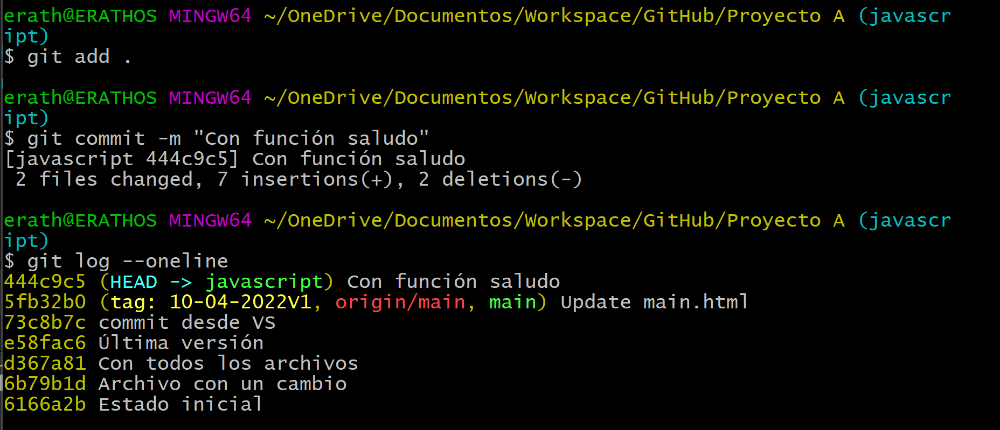 erath@ERATHOS MINGW64 ~/OneDrive/Documentos/Workspace/GitHub/Proyecto A (javascr
ipt)
$ git add .
erath@ERATHOS MINGW64 ~/OneDrive/Documentos/Workspace/GitHub/Proyecto A (javascr
ipt)
$ git commit -m "Con función saludo"
[javascript 444c9c5] Con función saludo
 2 files changed, 7 insertions(+), 2 deletions(-)
erath@ERATHOS MINGW64 ~/OneDrive/Documentos/Workspace/GitHub/Proyecto A (javascr
ipt)
$ git log --oneline
444c9c5 (HEAD -> javascript) Con función saludo
5fb32b0 (tag: 10-04-2022V1, origin/main, main) Update main.html
73c8b7c commit desde VS
e58fac6 Última versión
d367a81 Con todos los archivos
6b79b1d Archivo con un cambio
6166a2b Estado inicial